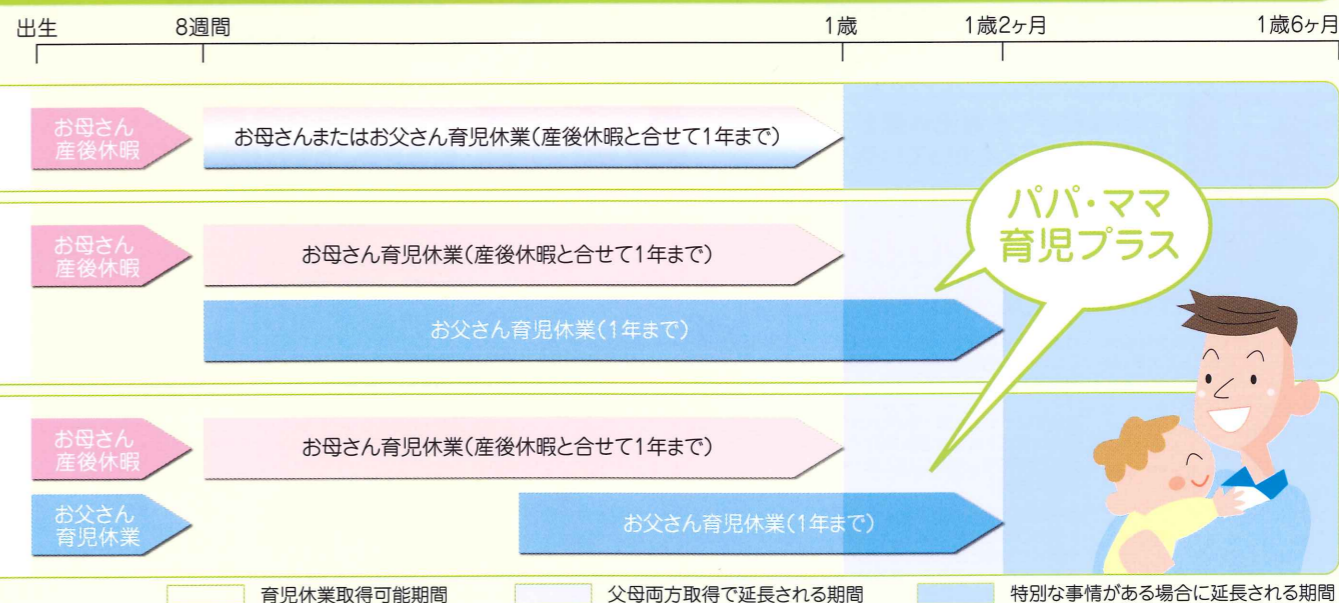 出生 8週間 1歳 1歳2ヶ月 1歳6ヶ月
お母さん
産後休暇
お母さんまたはお父さん育児休業(産後休暇と合せて1年まで)
パパ・ママ
育児プラス
お母さん
産後休暇
お母さん育児休業(産後休暇と合せて1年まで)
お父さん育児休業(1年まで)
お母さん
産後休暇
お母さん育児休業(産後休暇と合せて1年まで)
お父さん
育児休業
お父さん育児休業(1年まで)
育児休業取得可能期間 父母両方取得で延長される期間 特別な事情がある場合に延長される期間